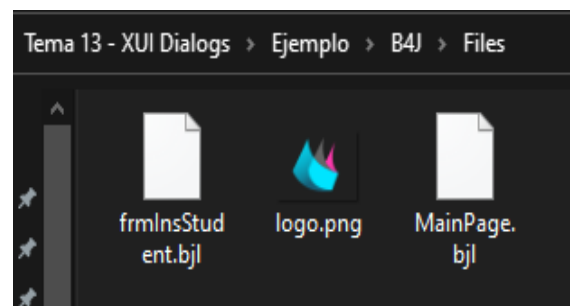 Tema 13 - XUI Dialogs > Ejemplo > B4J > Files
frmInsStud
ent.bjl
logo.png
MainPage.
bjl